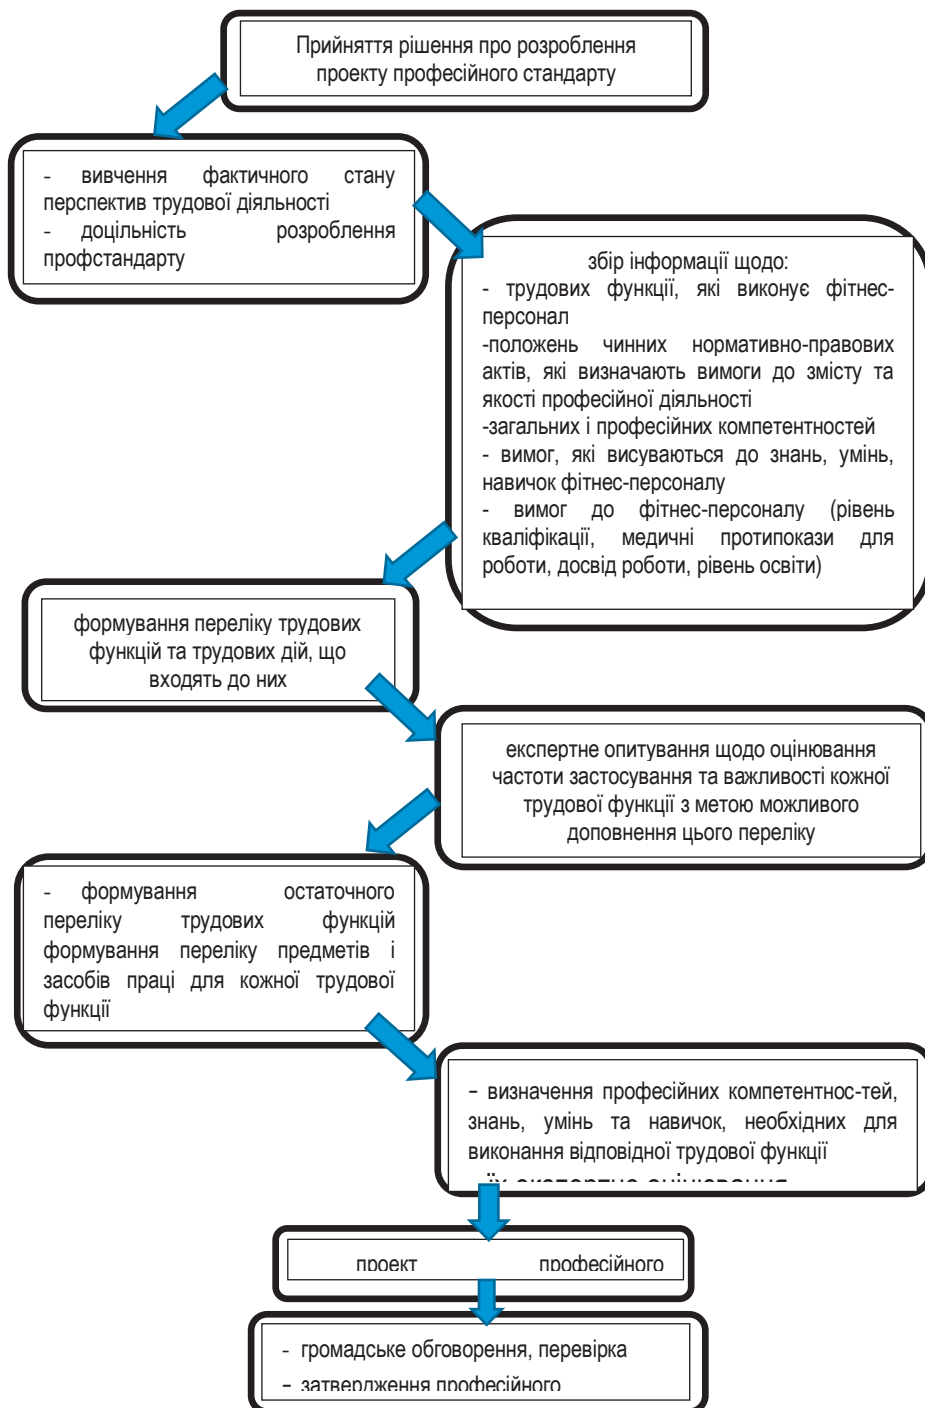 Прийняття рішення про розроблення
проекту професійного стандарту
- вивчення фактичного стану
перспектив трудової діяльності
- доцільність розроблення
профстандарту
збір інформації щодо:
- трудових функції, які виконує фітнес-
персонал
-положень чинних нормативно-правових
актів, які визначають вимоги до змісту та
якості професійної діяльності
-загальних і професійних компетентностей
- вимог, які висуваються до знань, умінь,
навичок фітнес-персоналу
- вимог до фітнес-персоналу (рівень
кваліфікації, медичні протипокази для
роботи, досвід роботи, рівень освіти)
формування переліку трудових
функцій та трудових дій, що
входять до них
експертне опитування щодо оцінювання
частоти застосування та важливості кожної
трудової функції з метою можливого
доповнення цього переліку
- формування остаточного
переліку трудових функцій
формування переліку предметів і
засобів праці для кожної трудової
функції
– визначення професійних компетентнос-тей,
знань, умінь та навичок, необхідних для
виконання відповідної трудової функції
– їх експертне оцінювання
проект професійного
- громадське обговорення, перевірка
– затвердження професійного